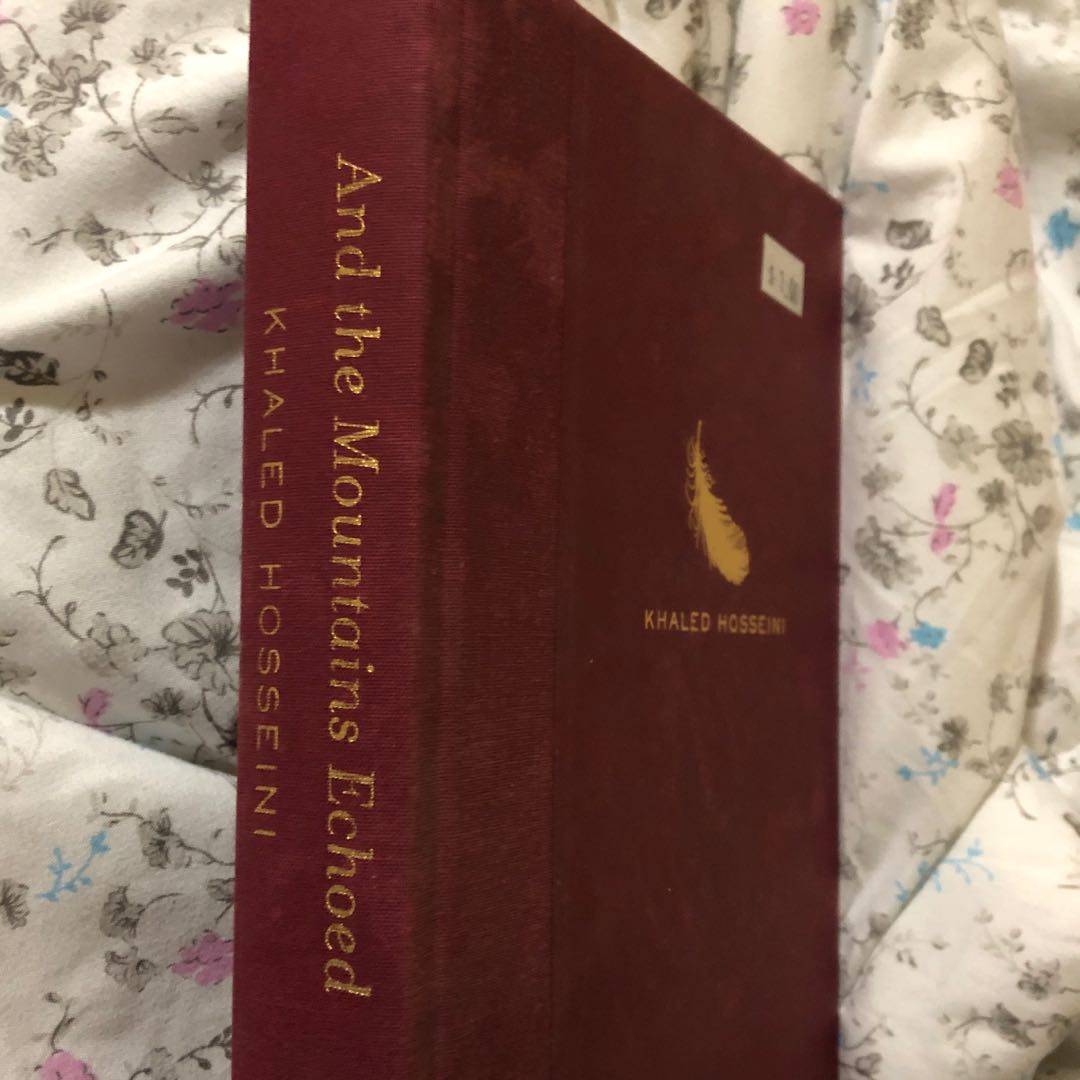 And the Mountains Echoed
KHALED HOSSEINI
KHALED HOSSEINI